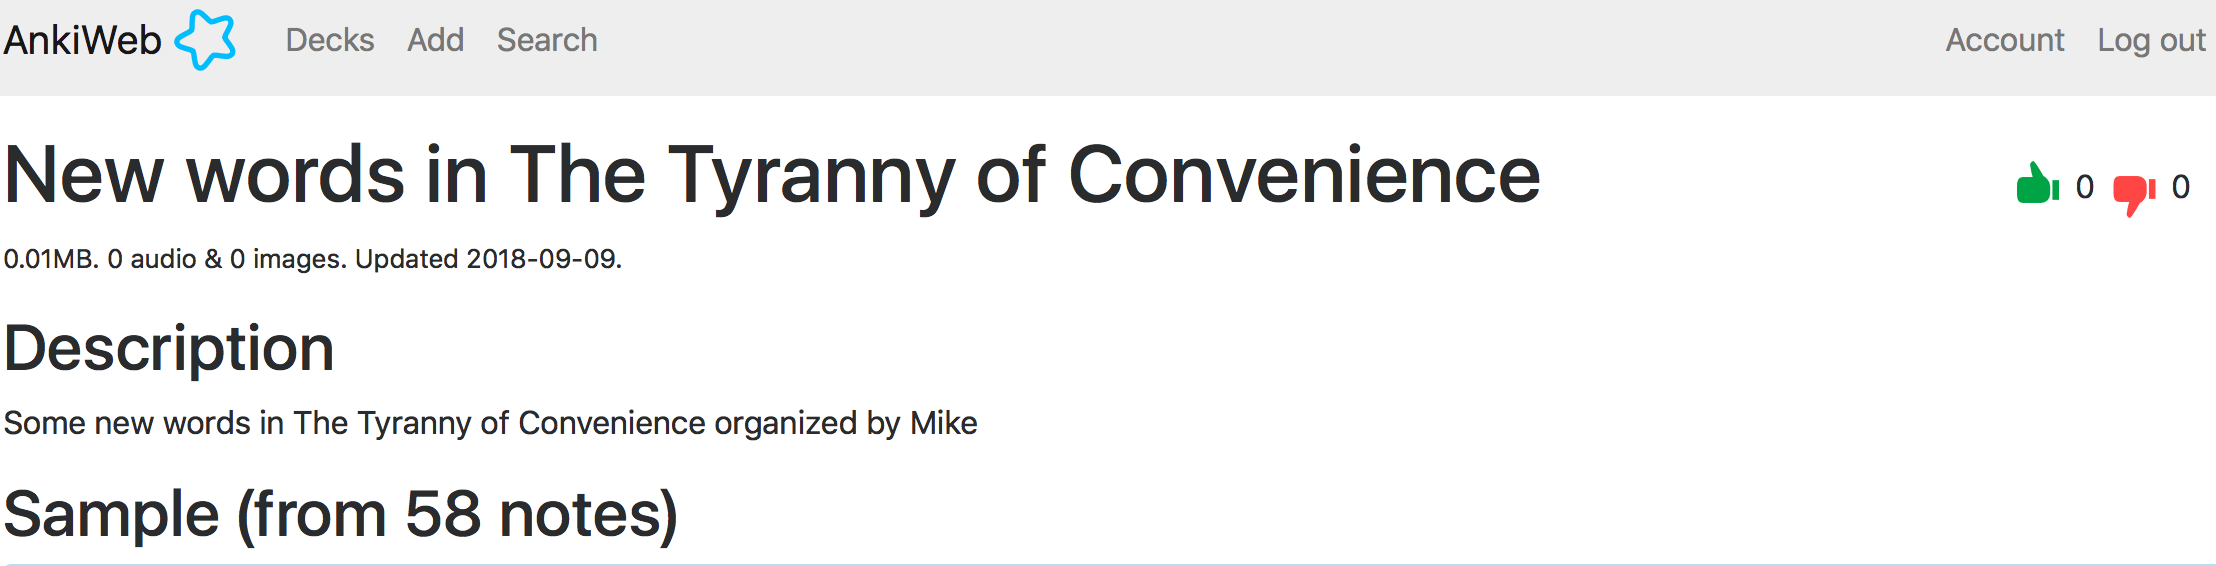 AnkiWeb Decks Add Search Account Log out
New words in The Tyranny of Convenience 0 0
0.01MB. 0 audio & 0 images. Updated 2018-09-09.
Description
Some new words in The Tyranny of Convenience organized by Mike
Sample (from 58 notes)